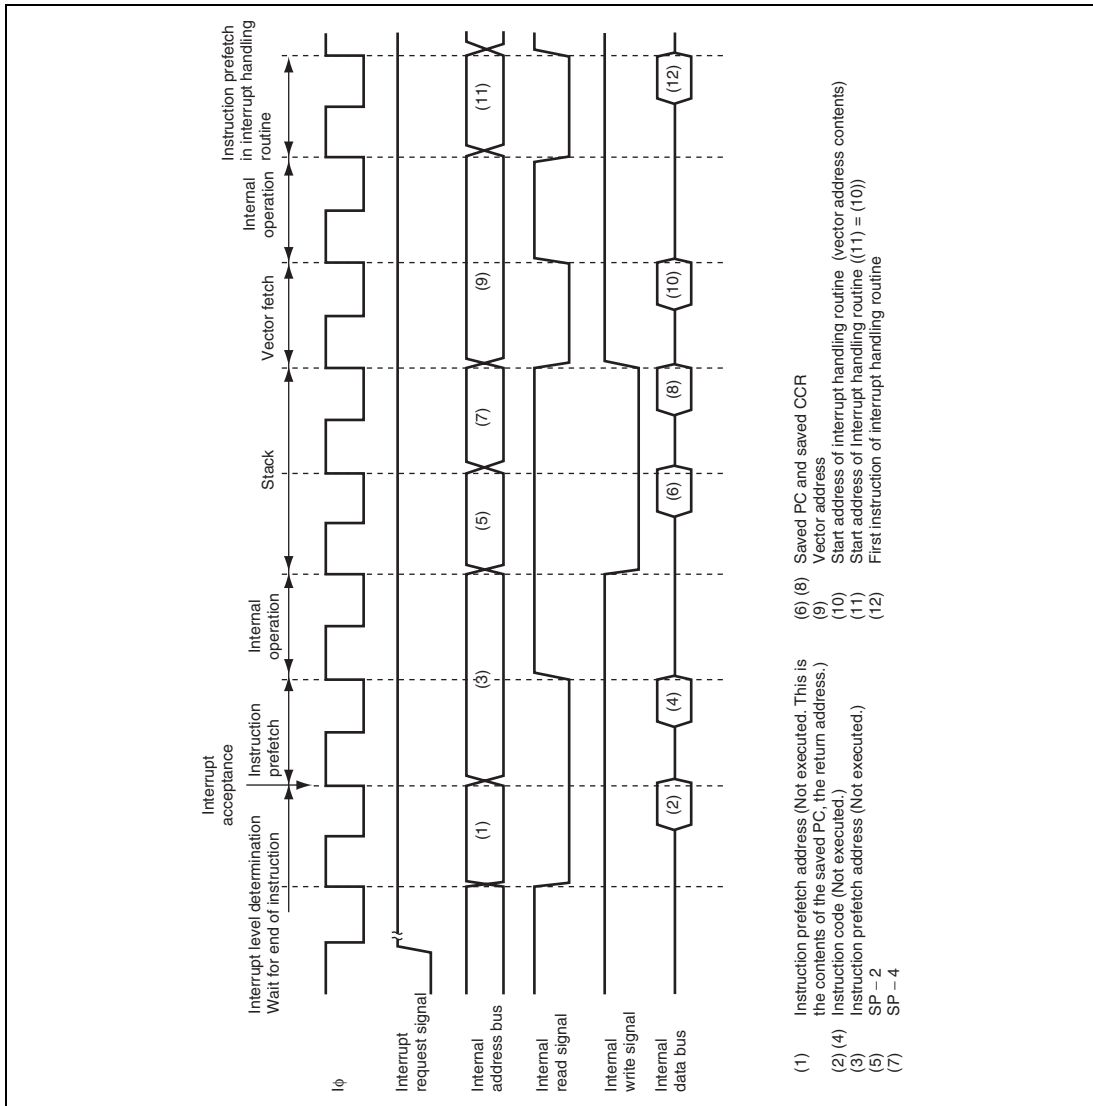 Interrupt level determination
Wait for end of instruction
Interrupt
acceptance
Instruction
prefetch
Internal
operation
Stack
Vector fetch
Internal
operation
Instruction prefetch
in interrupt handling
routine
Iϕ
Interrupt
request signal
Internal
address bus
(1)
(3)
(5)
(7)
(9)
(11)
Internal
read signal
Internal
write signal
Internal
data bus
(2)
(4)
(6)
(8)
(10)
(12)
(1) Instruction prefetch address (Not executed. This is
the contents of the saved PC, the return address.)
(2) (4) Instruction code (Not executed.)
(3) Instruction prefetch address (Not executed.)
(5) SP – 2
(7) SP – 4
(6) (8) Saved PC and saved CCR
(9) Vector address
(10) Start address of interrupt handling routine (vector address contents)
(11) Start address of Interrupt handling routine ((11) = (10))
(12) First instruction of interrupt handling routine